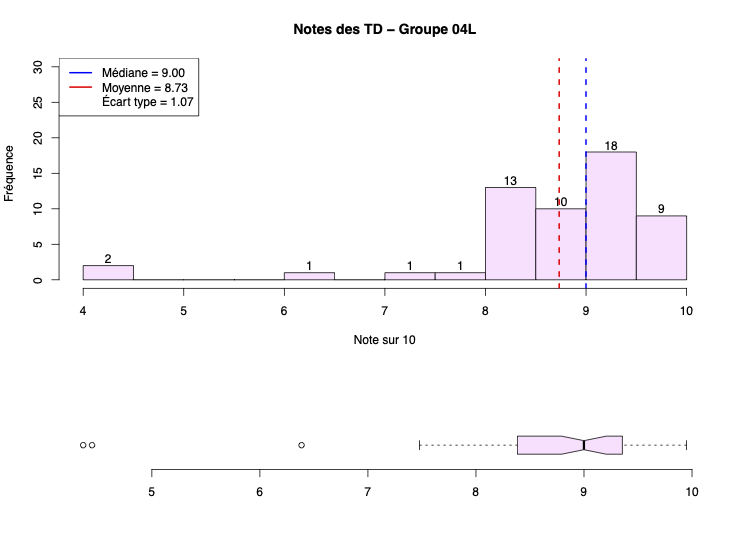 Notes des TD – Groupe 04L
Médiane = 9.00
Moyenne = 8.73
Écart type = 1.07
Fréquence
30
25
20
15
10
5
0
2
1
1
1
13
10
18
9
4 5 6 7 8 9 10
Note sur 10
5 6 7 8 9 10